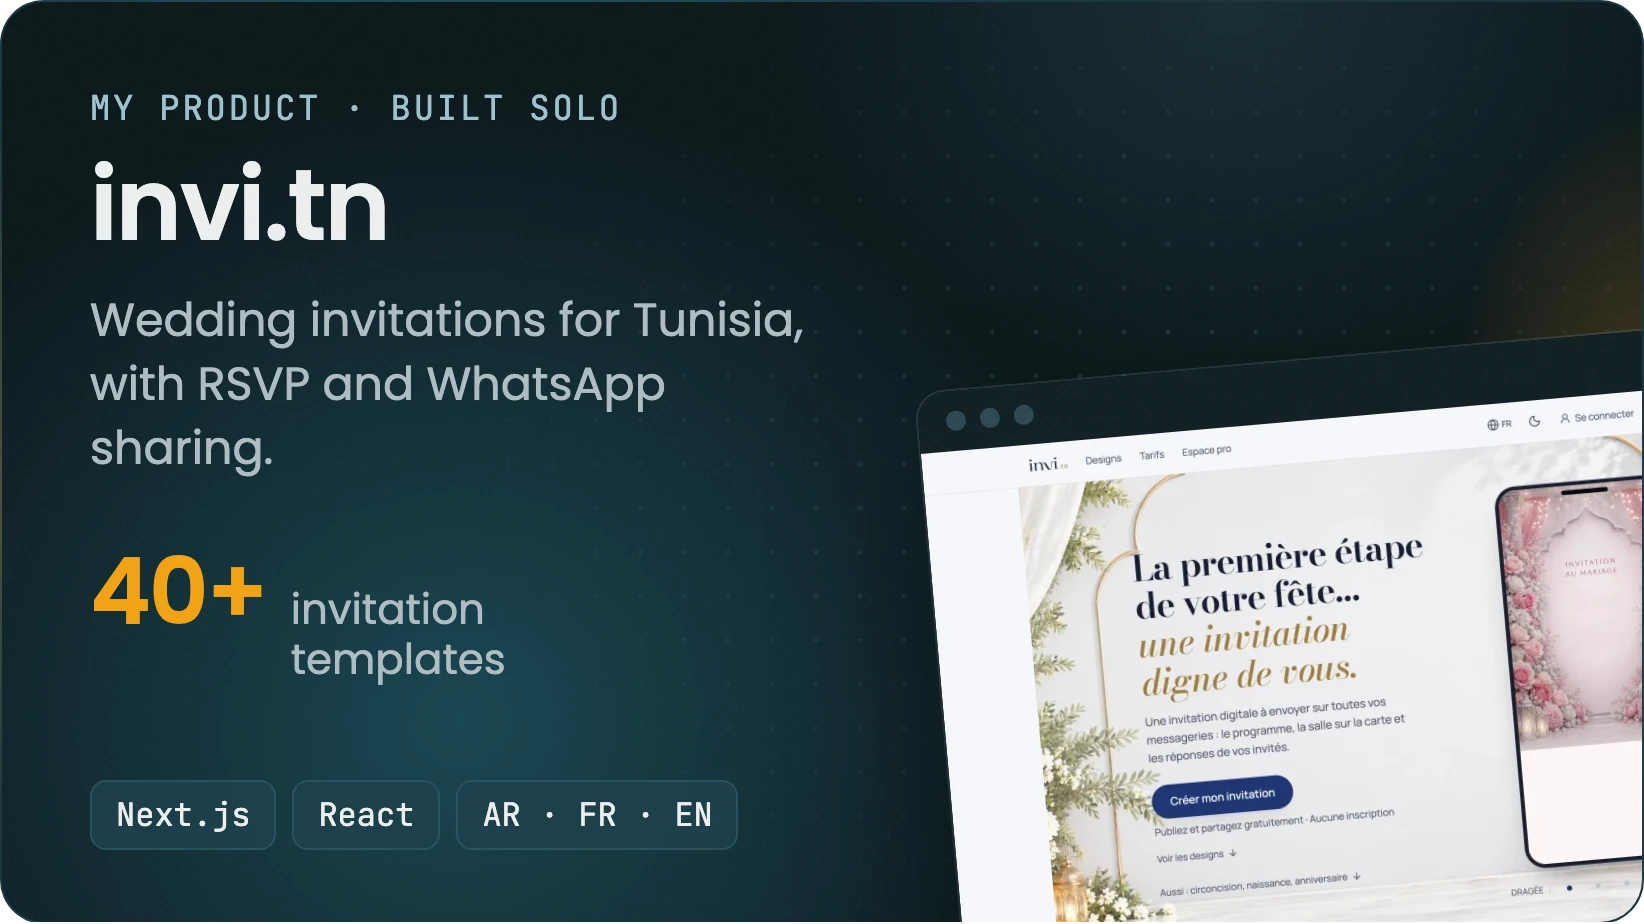 MY PRODUCT · BUILT SOLO
invi.tn
Wedding invitations for Tunisia,
with RSVP and WhatsApp
sharing.
40+ invitation
templates
Next.js React AR · FR · EN
invi.tn Designs Tarifs Espace pro FR Se connecter
La première étape
de votre fête...
une invitation
digne de vous.
Une invitation digitale à envoyer sur toutes vos
messageries : le programme, la salle sur la carte et
les réponses de vos invités.
Créer mon invitation
Publiez et partagez gratuitement · Aucune inscription
Voir les designs ↓
Aussi : circoncision, naissance, anniversaire ↓
INVITATION
AU MARIAGE
DRAGÉE